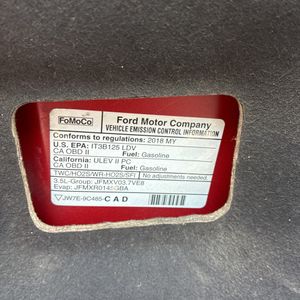 FoMoCo
Ford Motor Company
VEHICLE EMISSION CONTROL INFORMATION
Conforms to regulations: 2018 MY
U.S. EPA: IT3B125 LDV
CA OBD II Fuel: Gasoline
California: ULEV II PC
CA OBD II Fuel: Gasoline
TWC/HO2S/WR-HO2S/SFI No adjustments needed.
3.5L-Group: JFMXV03.7VE8
Evap:
JW7E-9C485-C A D